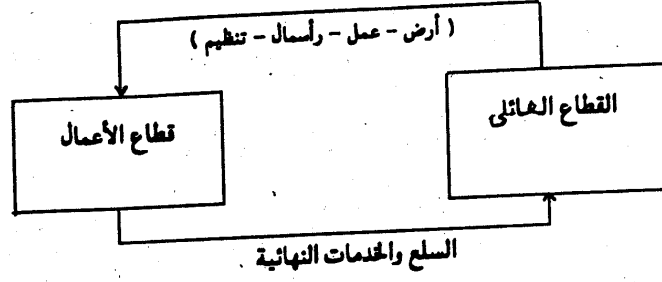 ( أرض - عمل - رأسمال - تنظيم )
القطاع العائلى
قطاع الأعمال
السلع والخدمات النهائية